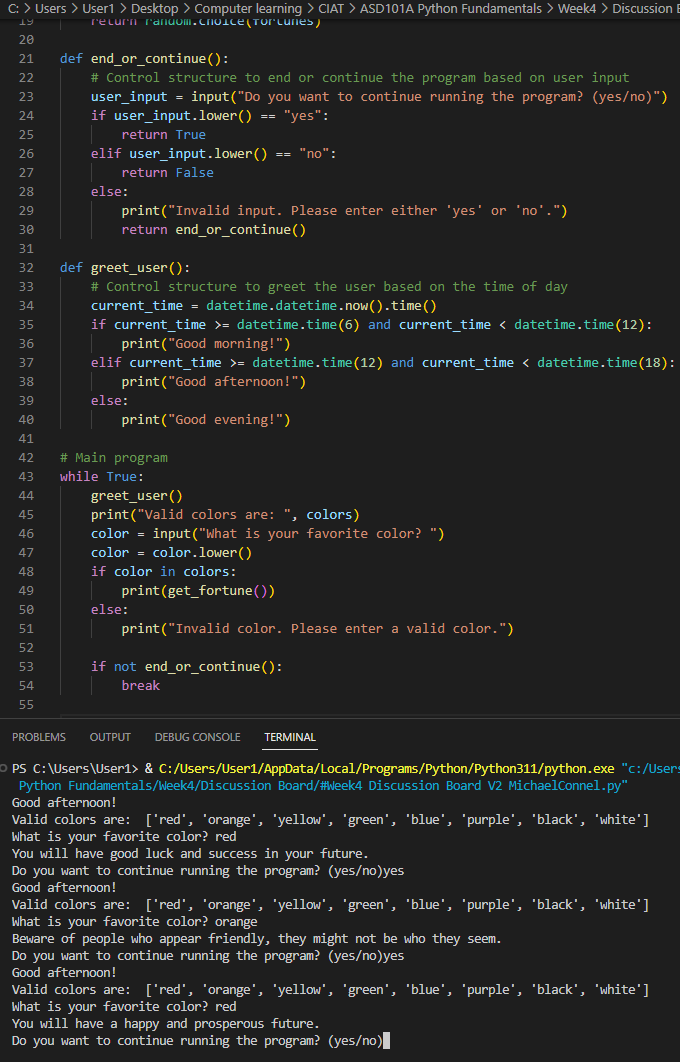 C: > Users > User1 > Desktop > Computer learning > CIAT > ASD101A Python Fundamentals > Week4 > Discussion B
19 return random.choice(fortunes)
20
21 def end_or_continue():
22 # Control structure to end or continue the program based on user input
23 user_input = input("Do you want to continue running the program? (yes/no)")
24 if user_input.lower() == "yes":
25 return True
26 elif user_input.lower() == "no":
27 return False
28 else:
29 print("Invalid input. Please enter either 'yes' or 'no'.")
30 return end_or_continue()
31
32 def greet_user():
33 # Control structure to greet the user based on the time of day
34 current_time = datetime.datetime.now().time()
35 if current_time >= datetime.time(6) and current_time < datetime.time(12):
36 print("Good morning!")
37 elif current_time >= datetime.time(12) and current_time < datetime.time(18):
38 print("Good afternoon!")
39 else:
40 print("Good evening!")
41
42 # Main program
43 while True:
44 greet_user()
45 print("Valid colors are: ", colors)
46 color = input("What is your favorite color? ")
47 color = color.lower()
48 if color in colors:
49 print(get_fortune())
50 else:
51 print("Invalid color. Please enter a valid color.")
52
53 if not end_or_continue():
54 break
55
PROBLEMS OUTPUT DEBUG CONSOLE TERMINAL
PS C:\Users\User1> & C:/Users/User1/AppData/Local/Programs/Python/Python311/python.exe "c:/Users
Python Fundamentals/Week4/Discussion Board/#Week4 Discussion Board V2 MichaelConnel.py"
Good afternoon!
Valid colors are:  ['red', 'orange', 'yellow', 'green', 'blue', 'purple', 'black', 'white']
What is your favorite color? red
You will have good luck and success in your future.
Do you want to continue running the program? (yes/no)yes
Good afternoon!
Valid colors are:  ['red', 'orange', 'yellow', 'green', 'blue', 'purple', 'black', 'white']
What is your favorite color? orange
Beware of people who appear friendly, they might not be who they seem.
Do you want to continue running the program? (yes/no)yes
Good afternoon!
Valid colors are:  ['red', 'orange', 'yellow', 'green', 'blue', 'purple', 'black', 'white']
What is your favorite color? red
You will have a happy and prosperous future.
Do you want to continue running the program? (yes/no)